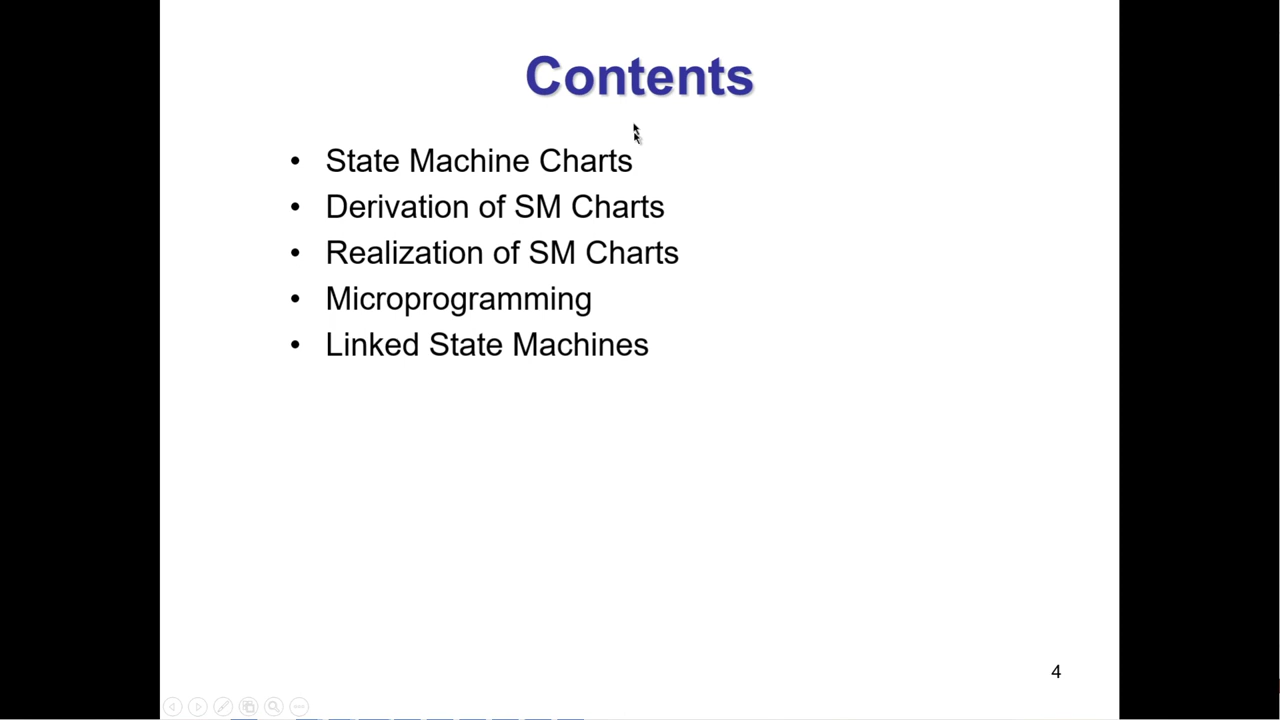 Contents
• State Machine Charts
• Derivation of SM Charts
• Realization of SM Charts
• Microprogramming
• Linked State Machines
4